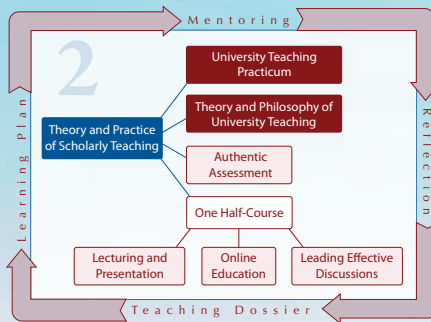 Mentoring
2
University Teaching
Practicum
Theory and Philosophy of
University Teaching
Theory and Practice
of Scholarly Teaching
Authentic
Assessment
One Half-Course
Lecturing and
Presentation
Online
Education
Leading Effective
Discussions
Learning Plan
Reflection
Teaching Dossier